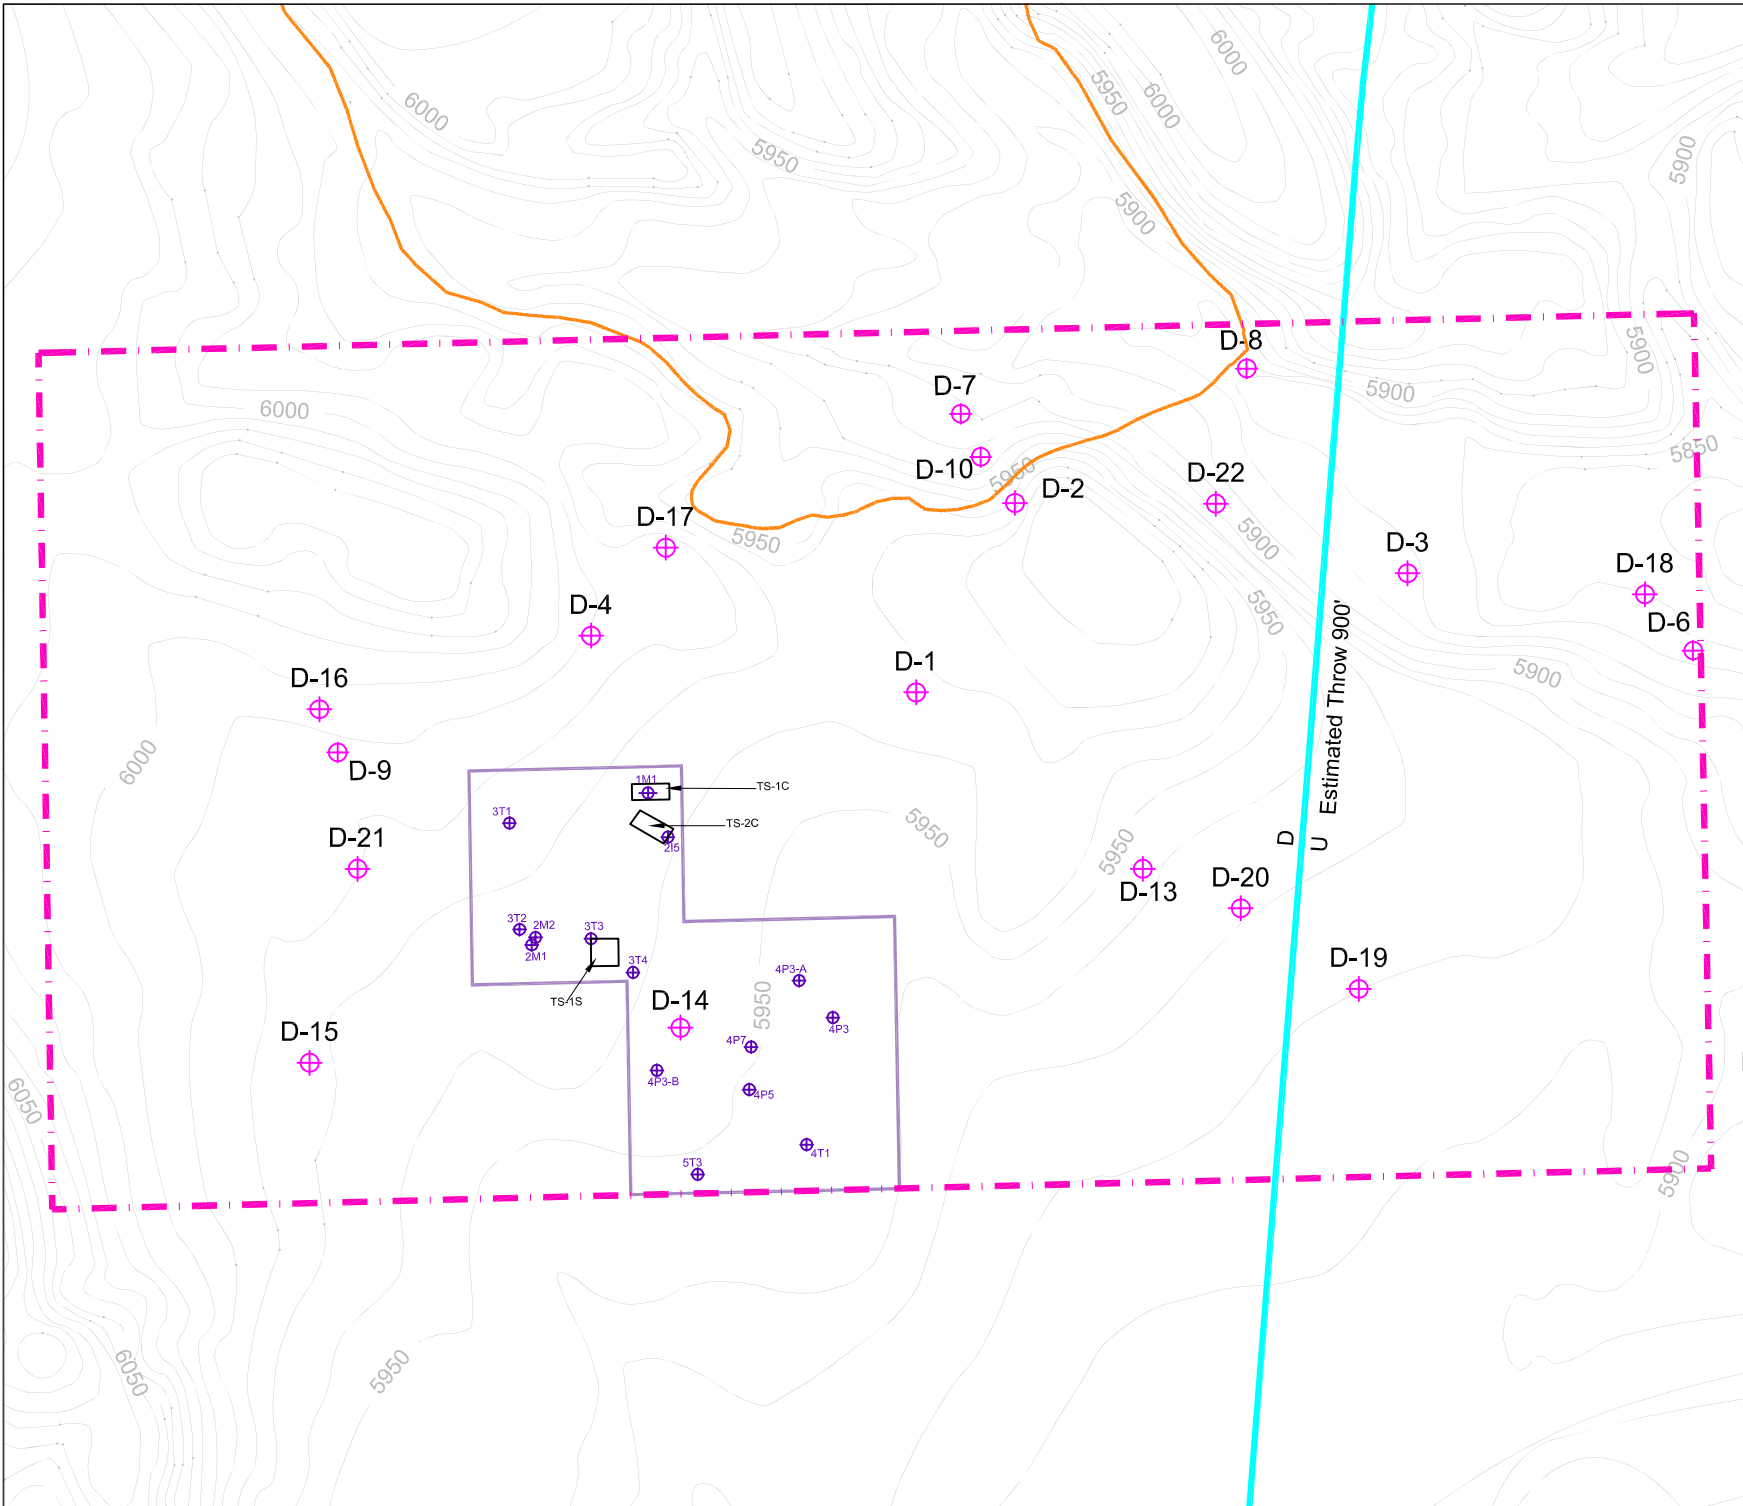 6000
5950
6000
6000
5950
5900
5900
D-8
5900
5900
D-7
6000
5850
D-10
5950
D-2
D-22
D-17
5950
5900
D-3
D-18
D-4
5950
D-6
D-1
5900
D-16
Estimated Throw 900'
6000
D-9
1M1
TS-1C
3T1
TS-2C
5950
2I5
D
U
D-21
5950
D-13
D-20
3T2
2M2
3T3
2M1
3T4
4P3-A
D-19
TS-1S
D-14
5950
4P3
D-15
4P7
4P3-B
4P5
6050
4T1
5T3
5900
6050
5950